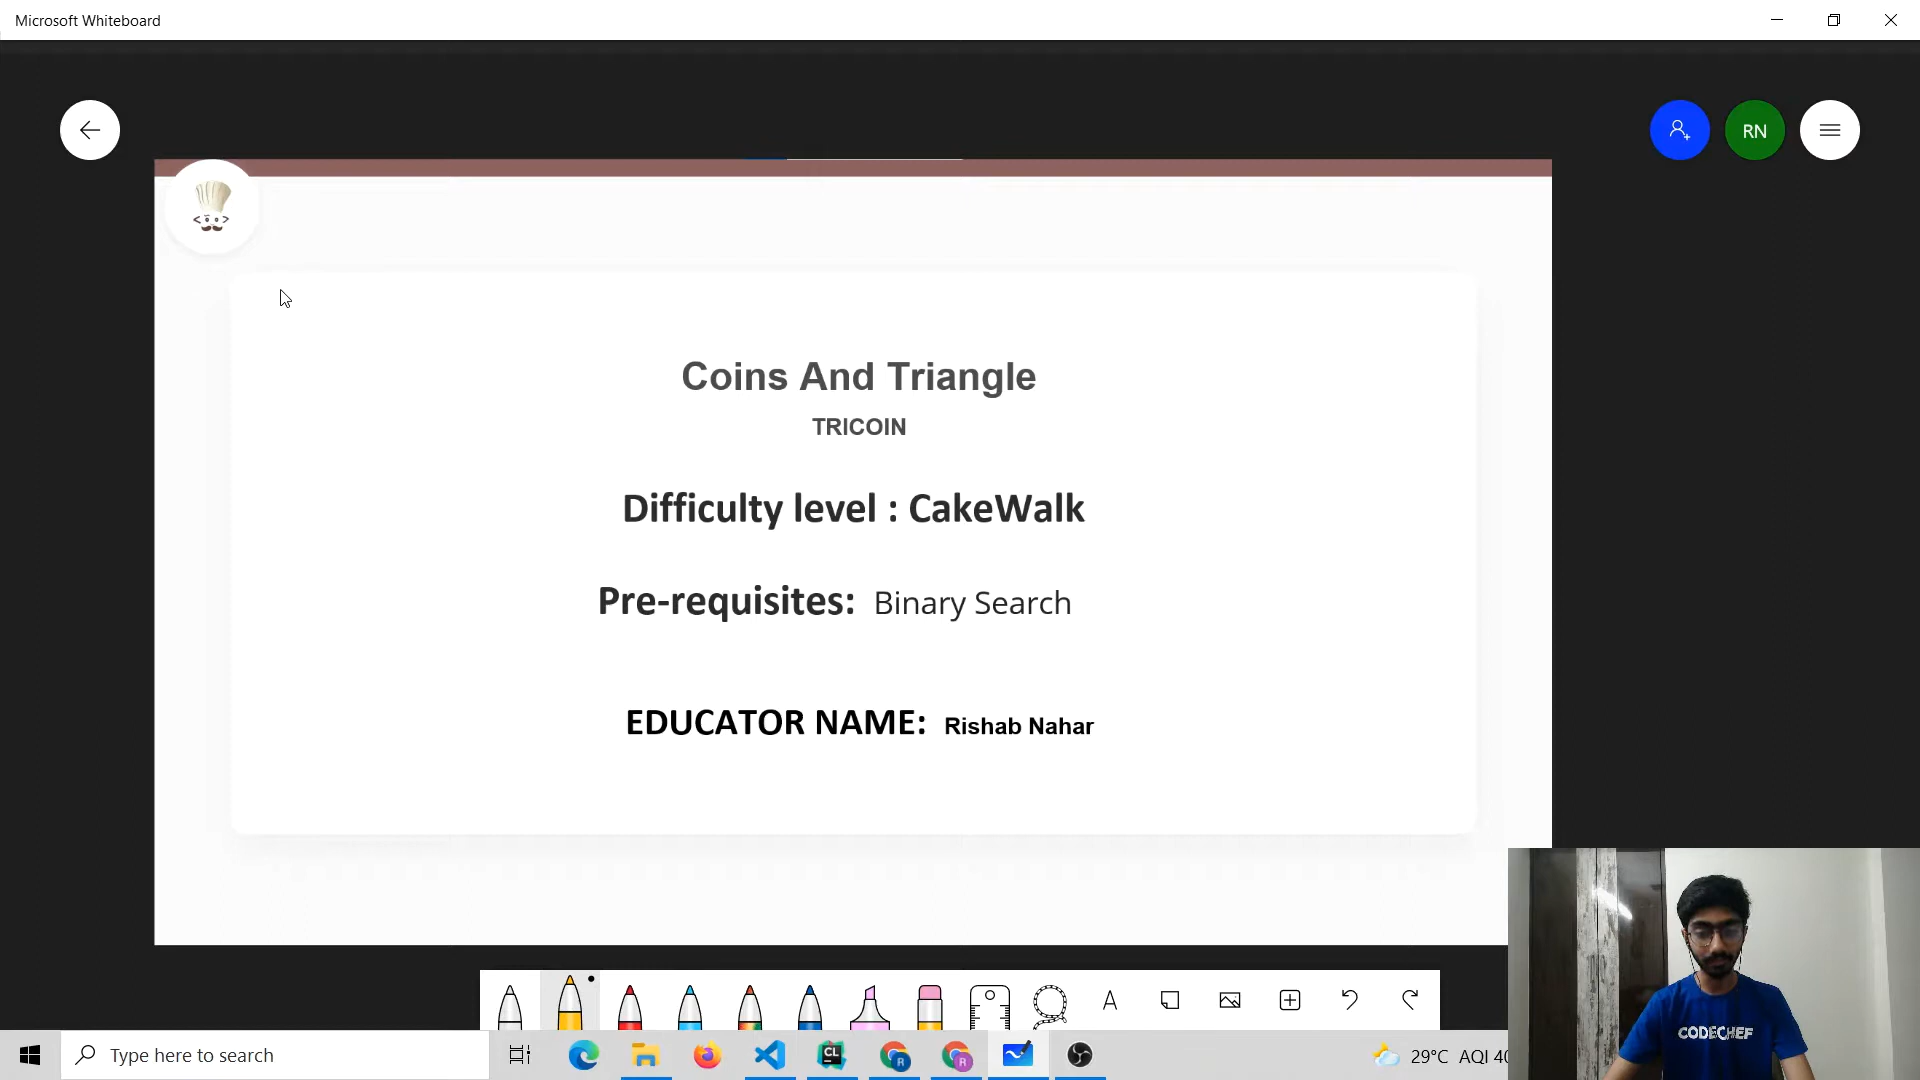 Microsoft Whiteboard
RN
Coins And Triangle
TRICOIN
Difficulty level : CakeWalk
Pre-requisites: Binary Search
EDUCATOR NAME: Rishab Nahar
CODECHEF
Type here to search
29°C AQI 40